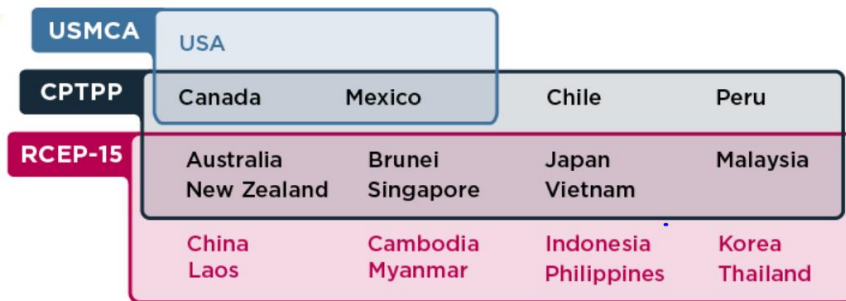 USMCA
USA
CPTPP
Canada Mexico Chile Peru
RCEP-15
Australia Brunei Japan Malaysia
New Zealand Singapore Vietnam
China Cambodia Indonesia Korea
Laos Myanmar Philippines Thailand